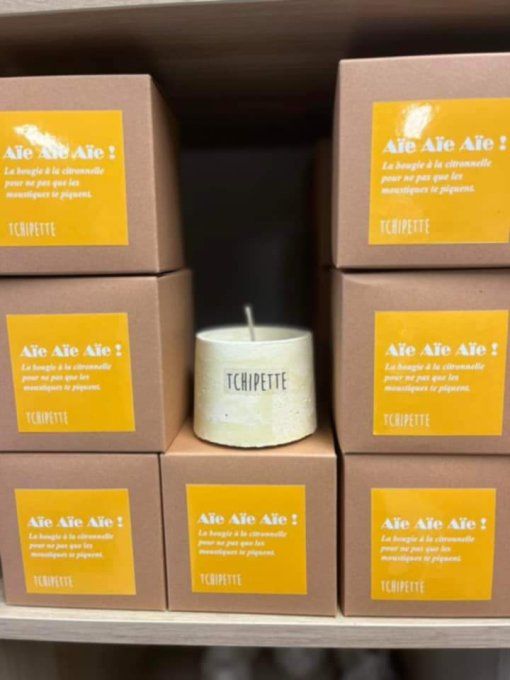 Aïe Aïe Aïe !
La bougie à la citronnelle
pour ne pas que les
moustiques te piquent.
TCHIPETTE
Aïe Aïe Aïe !
La bougie à la citronnelle
pour ne pas que les
moustiques te piquent.
TCHIPETTE
Aïe Aïe Aïe !
La bougie à la citronnelle
pour ne pas que les
moustiques te piquent.
TCHIPETTE
TCHIPETTE
Aïe Aïe Aïe !
La bougie à la citronnelle
pour ne pas que les
moustiques te piquent.
TCHIPETTE
Aïe Aïe Aïe !
La bougie à la citronnelle
pour ne pas que les
moustiques te piquent.
TCHIPETTE
Aïe Aïe Aïe !
La bougie à la citronnelle
pour ne pas que les
moustiques te piquent.
TCHIPETTE
Aïe Aïe Aïe !
La bougie à la citronnelle
pour ne pas que les
moustiques te piquent.
TCHIPETTE